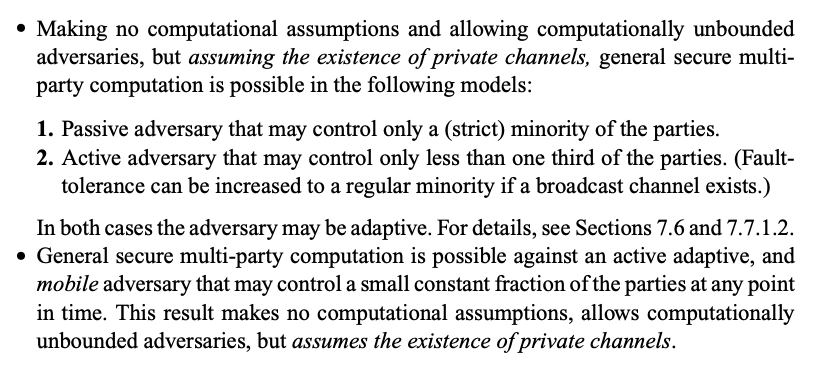 • Making no computational assumptions and allowing computationally unbounded
adversaries, but assuming the existence of private channels, general secure multi-
party computation is possible in the following models:
1. Passive adversary that may control only a (strict) minority of the parties.
2. Active adversary that may control only less than one third of the parties. (Fault-
tolerance can be increased to a regular minority if a broadcast channel exists.)
In both cases the adversary may be adaptive. For details, see Sections 7.6 and 7.7.1.2.
• General secure multi-party computation is possible against an active adaptive, and
mobile adversary that may control a small constant fraction of the parties at any point
in time. This result makes no computational assumptions, allows computationally
unbounded adversaries, but assumes the existence of private channels.